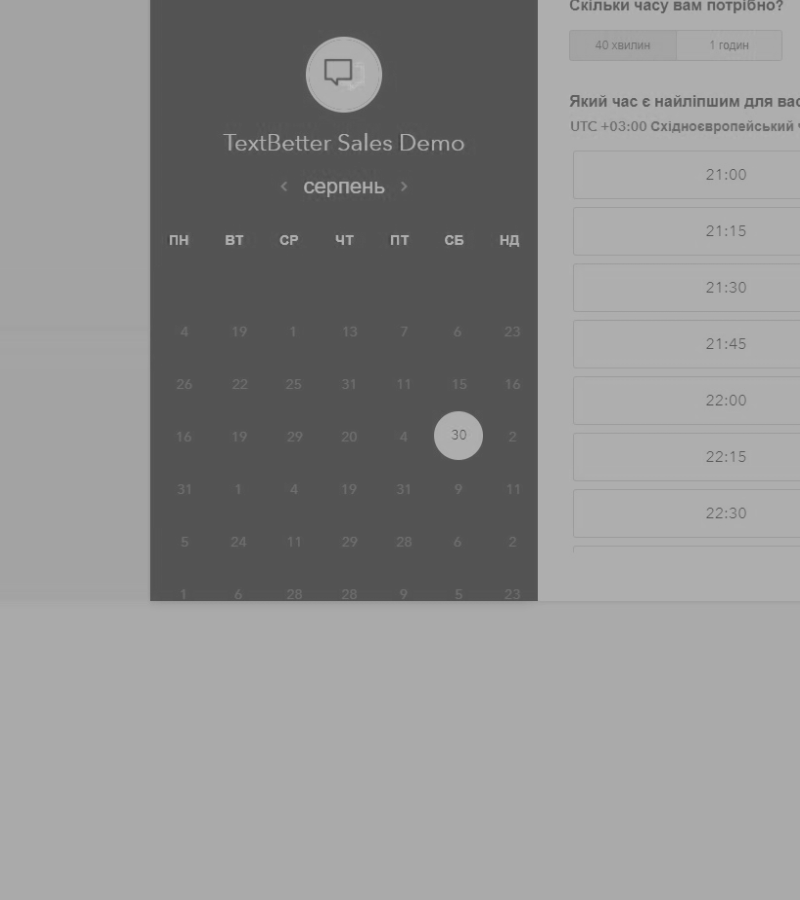 TextBetter Sales Demo
серпень
ПН ВТ СР ЧТ ПТ СБ НД
4 19 1 13 7 6 23
26 22 25 31 11 15 16
16 19 29 20 4 30 2
31 1 4 19 31 9 11
5 24 11 29 28 6 2
1 6 28 28 9 5 23
Скільки часу вам потрібно?
40 хвилин 1 годин
Який час є найліпшим для вас
UTC +03:00 Східноєвропейський
21:00
21:15
21:30
21:45
22:00
22:15
22:30